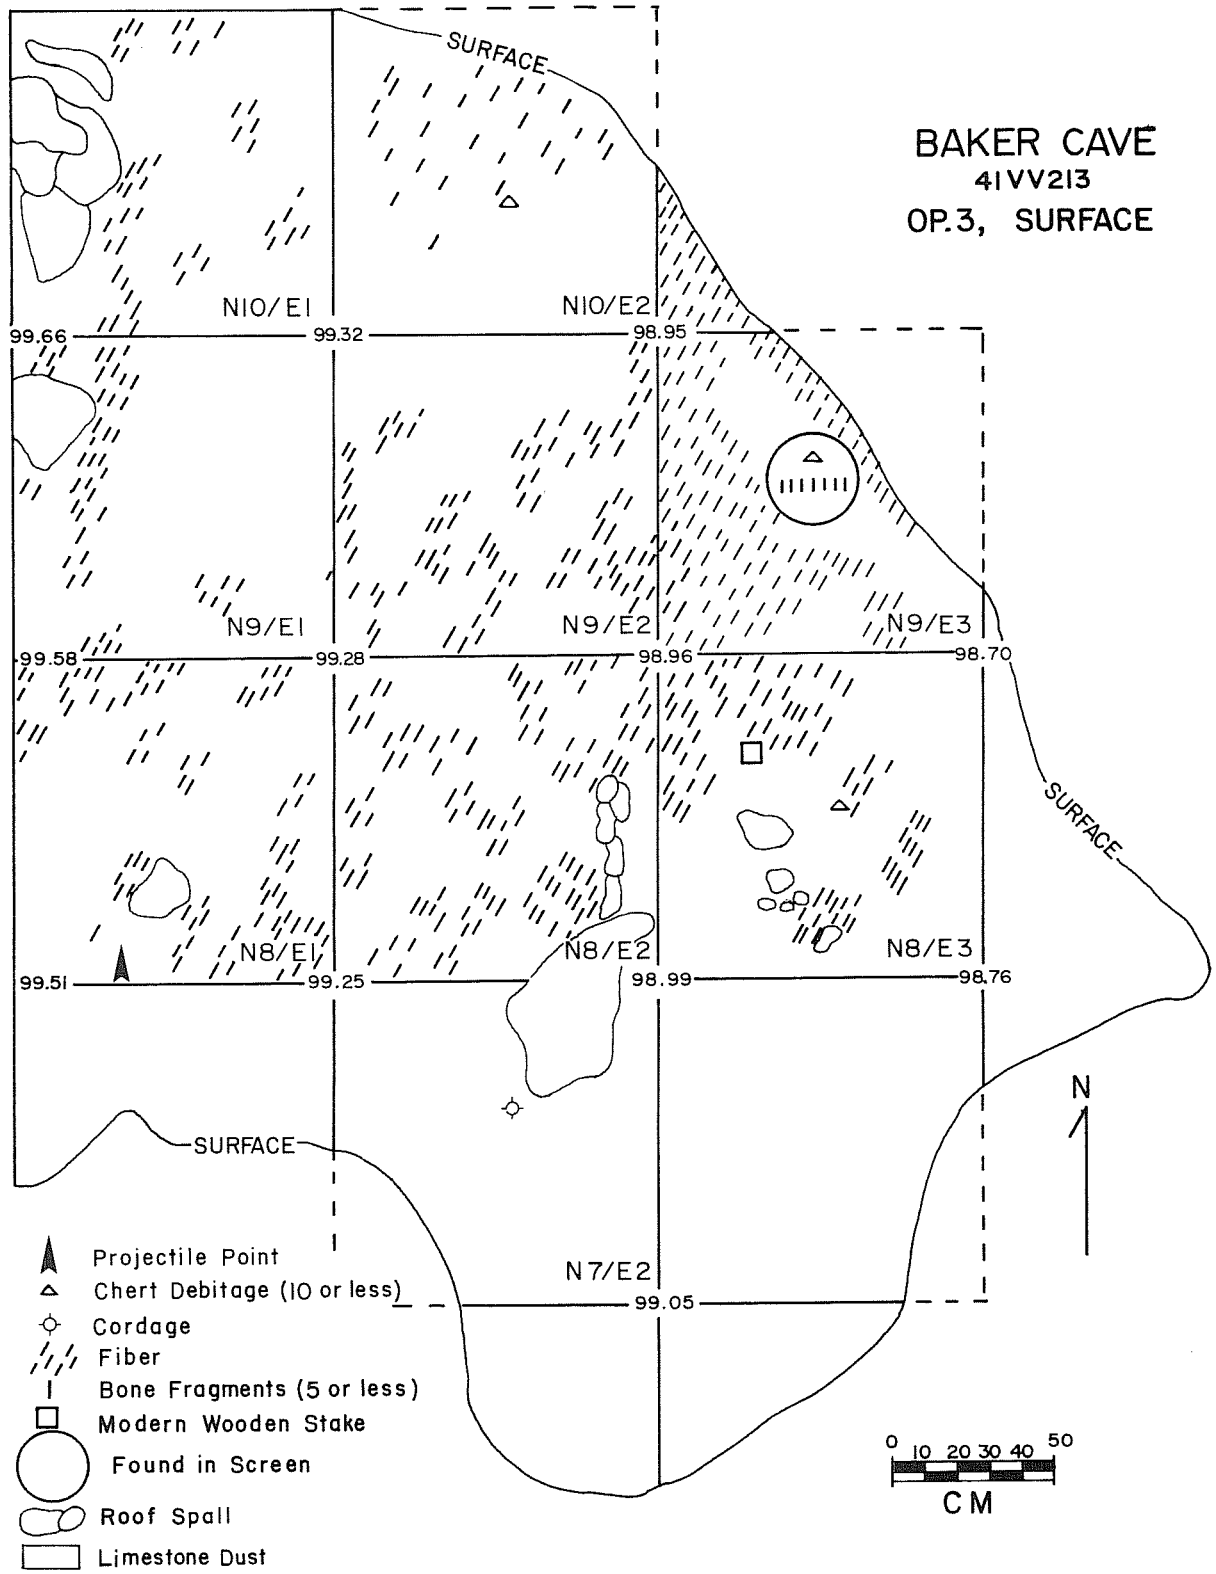 SURFACE
BAKER CAVE
41VV213
OP.3, SURFACE
N10/E1
N10/E2
99.66
99.32
98.95
N9/E1
N9/E2
N9/E3
99.58
99.28
98.96
98.70
SURFACE
N8/E1
N8/E2
N8/E3
99.51
99.25
98.99
98.76
N
SURFACE
N7/E2
99.05
Projectile Point
Chert Debitage (10 or less)
Cordage
Fiber
Bone Fragments (5 or less)
Modern Wooden Stake
Found in Screen
Roof Spall
Limestone Dust
0 10 20 30 40 50
CM